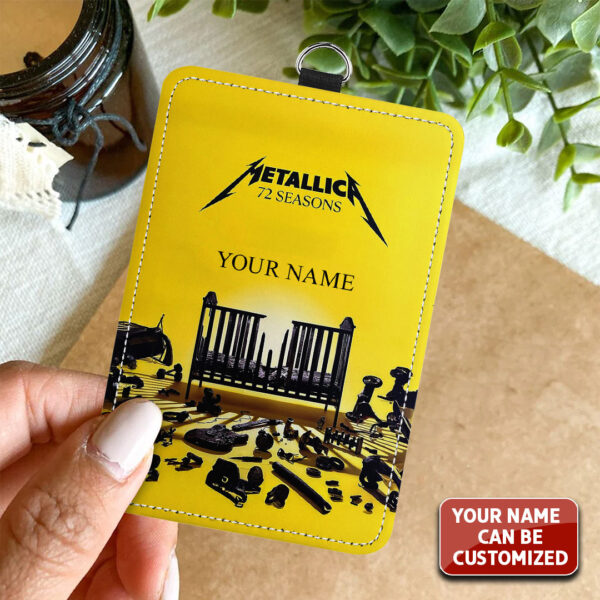 METALLICA
72 SEASONS
YOUR NAME
YOUR NAME
CAN BE
CUSTOMIZED